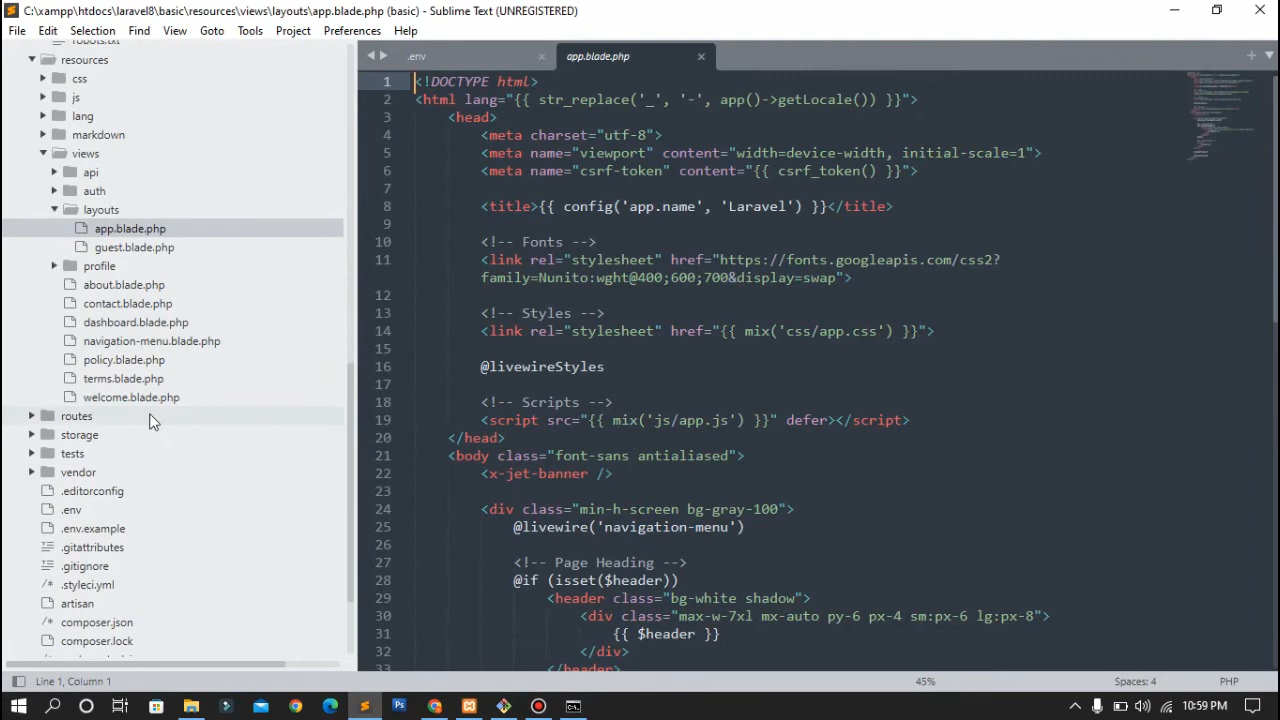 C:\xampp\htdocs\laravel8\basic\resources\views\layouts\app.blade.php (basic) - Sublime Text (UNREGISTERED)
File Edit Selection Find View Goto Tools Project Preferences Help
robots.txt
resources
css
js
lang
markdown
views
api
auth
layouts
app.blade.php
guest.blade.php
profile
about.blade.php
contact.blade.php
dashboard.blade.php
navigation-menu.blade.php
policy.blade.php
terms.blade.php
welcome.blade.php
routes
storage
tests
vendor
.editorconfig
.env
.env.example
.gitattributes
.gitignore
.styleci.yml
artisan
composer.json
composer.lock
.env
app.blade.php
1 <!DOCTYPE html>
2 <html lang="{{ str_replace('_', '-', app()->getLocale()) }}">
3 <head>
4 <meta charset="utf-8">
5 <meta name="viewport" content="width=device-width, initial-scale=1">
6 <meta name="csrf-token" content="{{ csrf_token() }}">
7
8 <title>{{ config('app.name', 'Laravel') }}</title>
9
10 <!-- Fonts -->
11 <link rel="stylesheet" href="https://fonts.googleapis.com/css2?
family=Nunito:wght@400;600;700&display=swap">
12
13 <!-- Styles -->
14 <link rel="stylesheet" href="{{ mix('css/app.css') }}">
15
16 @livewireStyles
17
18 <!-- Scripts -->
19 <script src="{{ mix('js/app.js') }}" defer></script>
20 </head>
21 <body class="font-sans antialiased">
22 <x-jet-banner />
23
24 <div class="min-h-screen bg-gray-100">
25 @livewire('navigation-menu')
26
27 <!-- Page Heading -->
28 @if (isset($header))
29 <header class="bg-white shadow">
30 <div class="max-w-7xl mx-auto py-6 px-4 sm:px-6 lg:px-8">
31 {{ $header }}
32 </div>
33 </header>
Line 1, Column 1
45%
Spaces: 4
PHP
10:59 PM